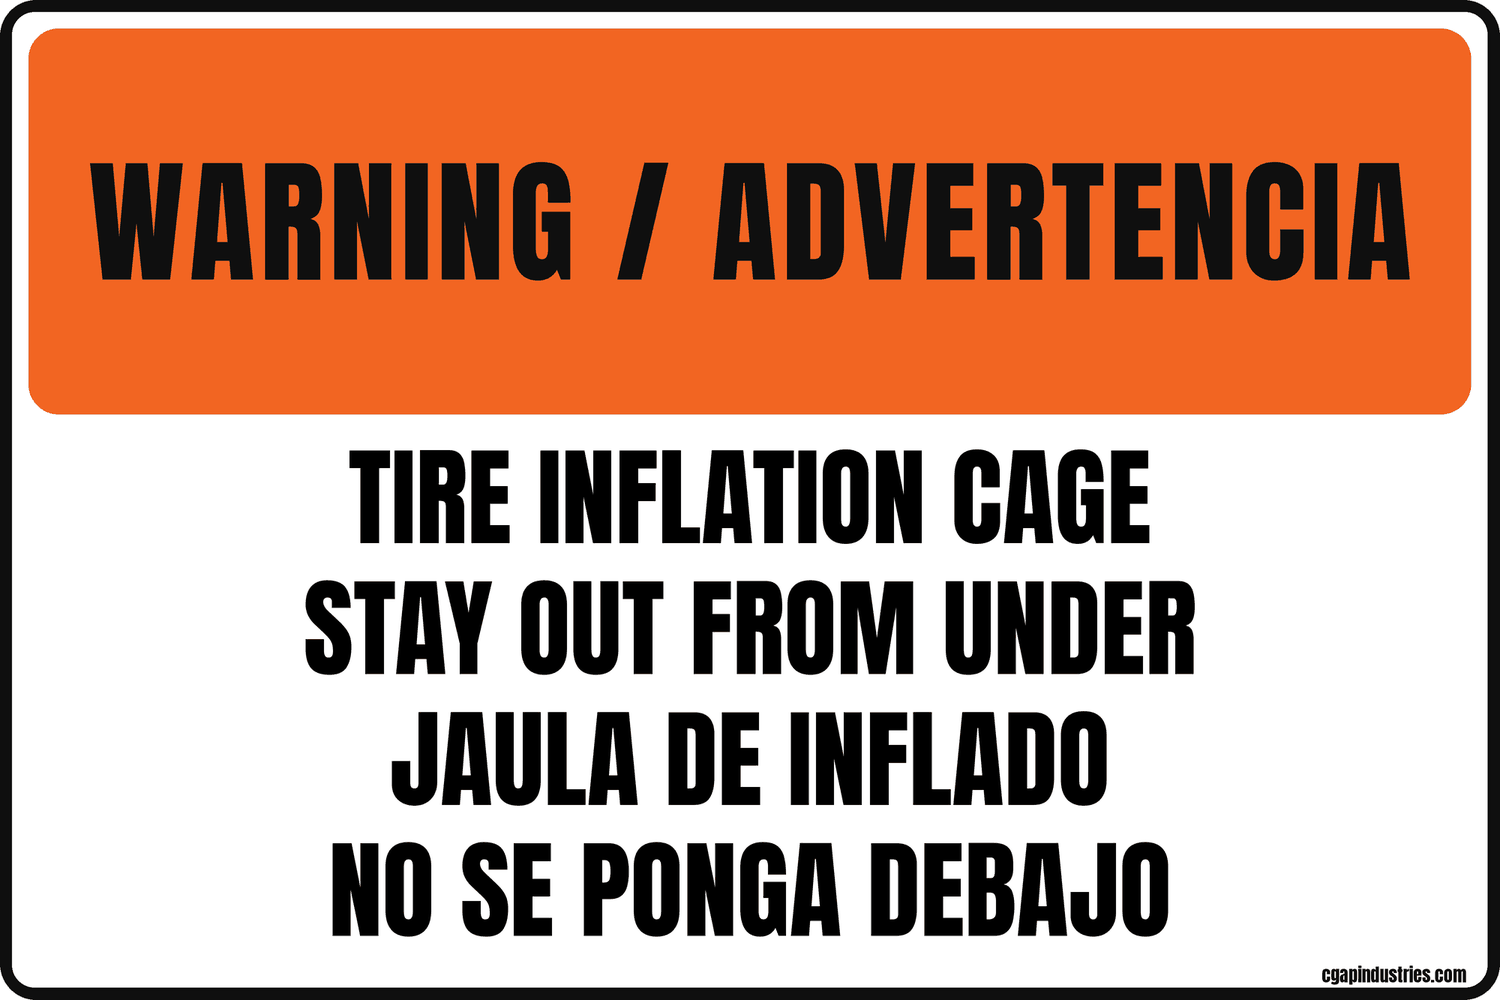 WARNING / ADVERTENCIA
TIRE INFLATION CAGE
STAY OUT FROM UNDER
JAULA DE INFLADO
NO SE PONGA DEBAJO
cgapindustries.com